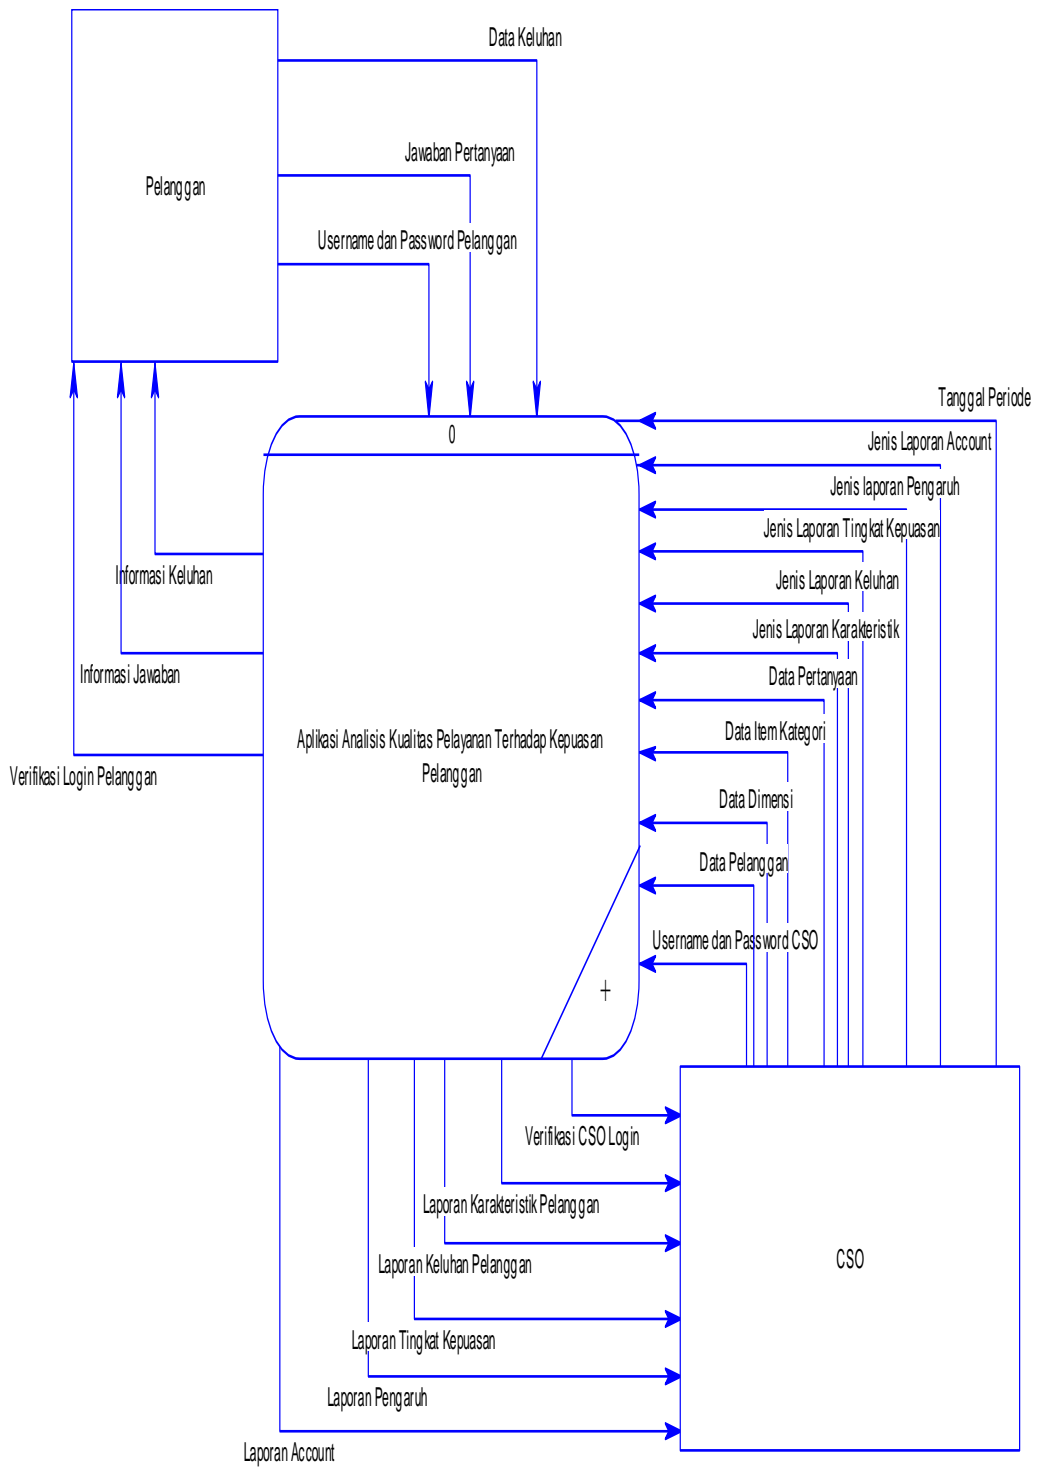 Data Keluhan
Jawaban Pertanyaan
Pelanggan
Username dan Password Pelanggan
Tanggal Periode
0
Jenis Laporan Account
Jenis laporan Pengaruh
Jenis Laporan Tingkat Kepuasan
Informasi Keluhan
Jenis Laporan Keluhan
Jenis Laporan Karakteristik
Informasi Jawaban
Data Pertanyaan
Data Item Kategori
Aplikasi Analisis Kualitas Pelayanan Terhadap Kepuasan
Pelanggan
Verifikasi Login Pelanggan
Data Dimensi
Data Pelanggan
Username dan Password CSO
+
Verifikasi CSO Login
Laporan Karakteristik Pelanggan
CSO
Laporan Keluhan Pelanggan
Laporan Tingkat Kepuasan
Laporan Pengaruh
Laporan Account